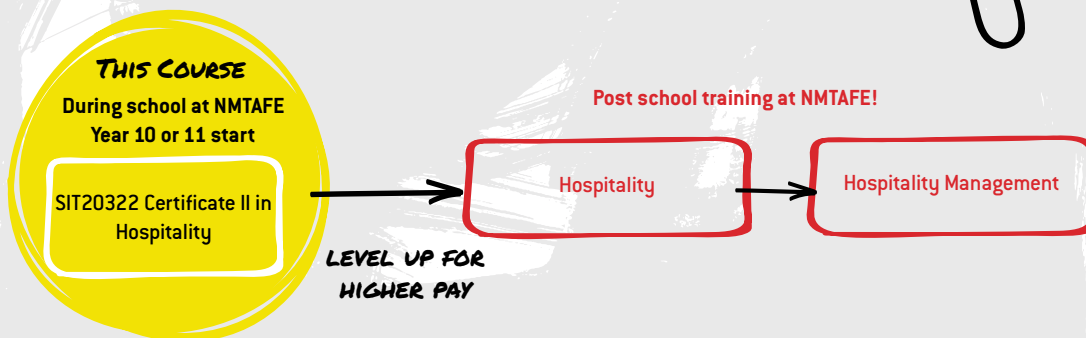 THIS COURSE
During school at NMTAFE
Year 10 or 11 start
SIT20322 Certificate II in
Hospitality
LEVEL UP FOR
HIGHER PAY
Post school training at NMTAFE!
Hospitality
Hospitality Management